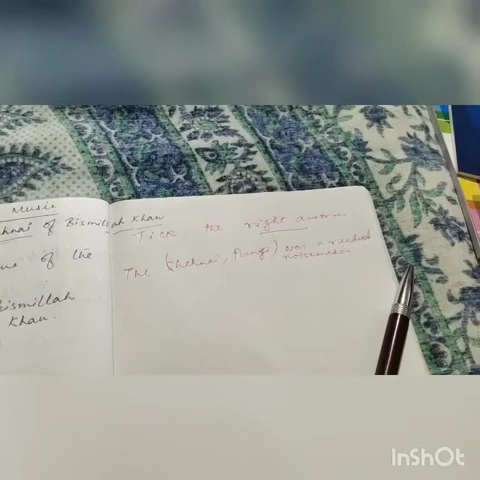 Music
hnai of Bismillah Khan
ne of the
Bismillah
Khan.
Tick the right answer.
The (Shehnai, Pungi) was a reeded
noisemaker
InShOt